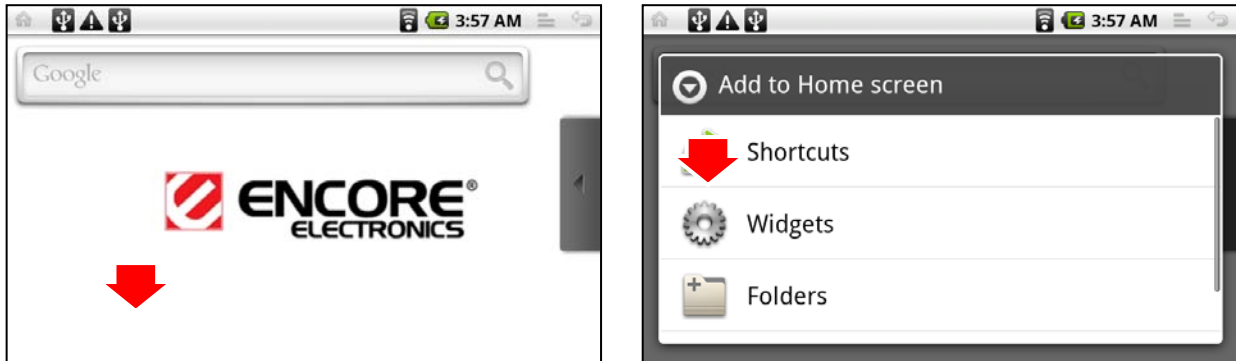 3:57 AM
Google
ENCORE®
ELECTRONICS
3:57 AM
Add to Home screen
Shortcuts
Widgets
Folders